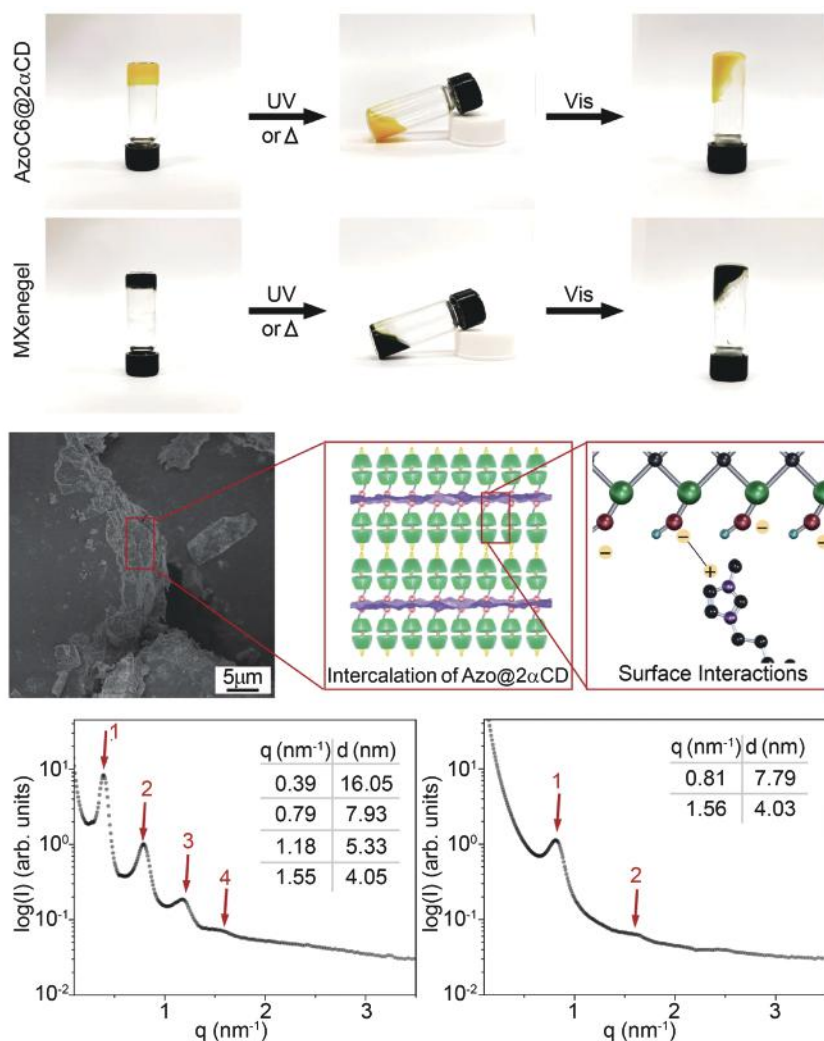 AzoC6@2αCD
UV
or Δ
Vis
MXenegel
UV
or Δ
Vis
5μm
Intercalation of Azo@2αCD
− − − −
+
Surface Interactions
log(I) (arb. units)
10¹
10⁰
10⁻¹
10⁻²
1
2
3
4
q (nm⁻¹) d (nm)
0.39 16.05
0.79 7.93
1.18 5.33
1.55 4.05
1 2 3
q (nm⁻¹)
log(I) (arb. units)
10¹
10⁰
10⁻¹
10⁻²
1
2
q (nm⁻¹) d (nm)
0.81 7.79
1.56 4.03
1 2 3
q (nm⁻¹)